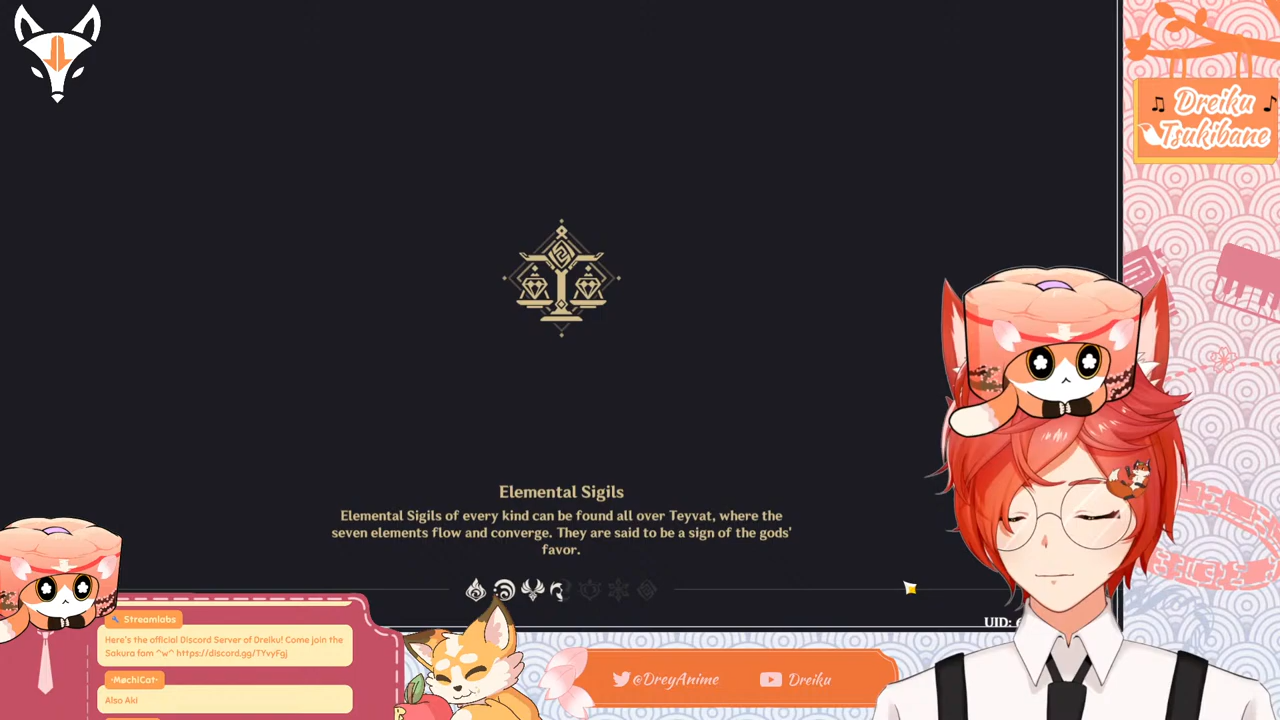 Dreiku
Tsukibane
Elemental Sigils
Elemental Sigils of every kind can be found all over Teyvat, where the
seven elements flow and converge. They are said to be a sign of the gods'
favor.
UID:
Streamlabs
Here's the official Discord Server of Dreiku! Come join the
Sakura fam ^w^ https://discord.gg/TYvyFgj
·MøchiCat·
Also Aki
@DreyAnime
Dreiku